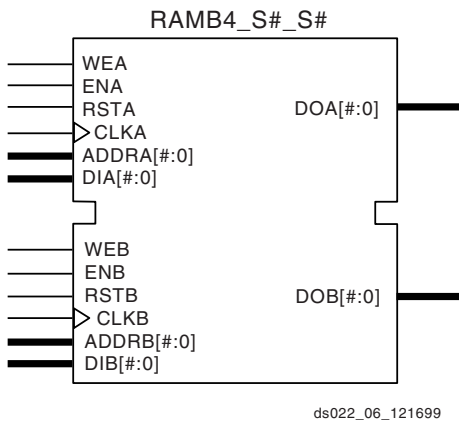 RAMB4_S#_S#
WEA
ENA
RSTA
CLKA
ADDRA[#:0]
DIA[#:0]
DOA[#:0]
WEB
ENB
RSTB
CLKB
ADDRB[#:0]
DIB[#:0]
DOB[#:0]
ds022_06_121699